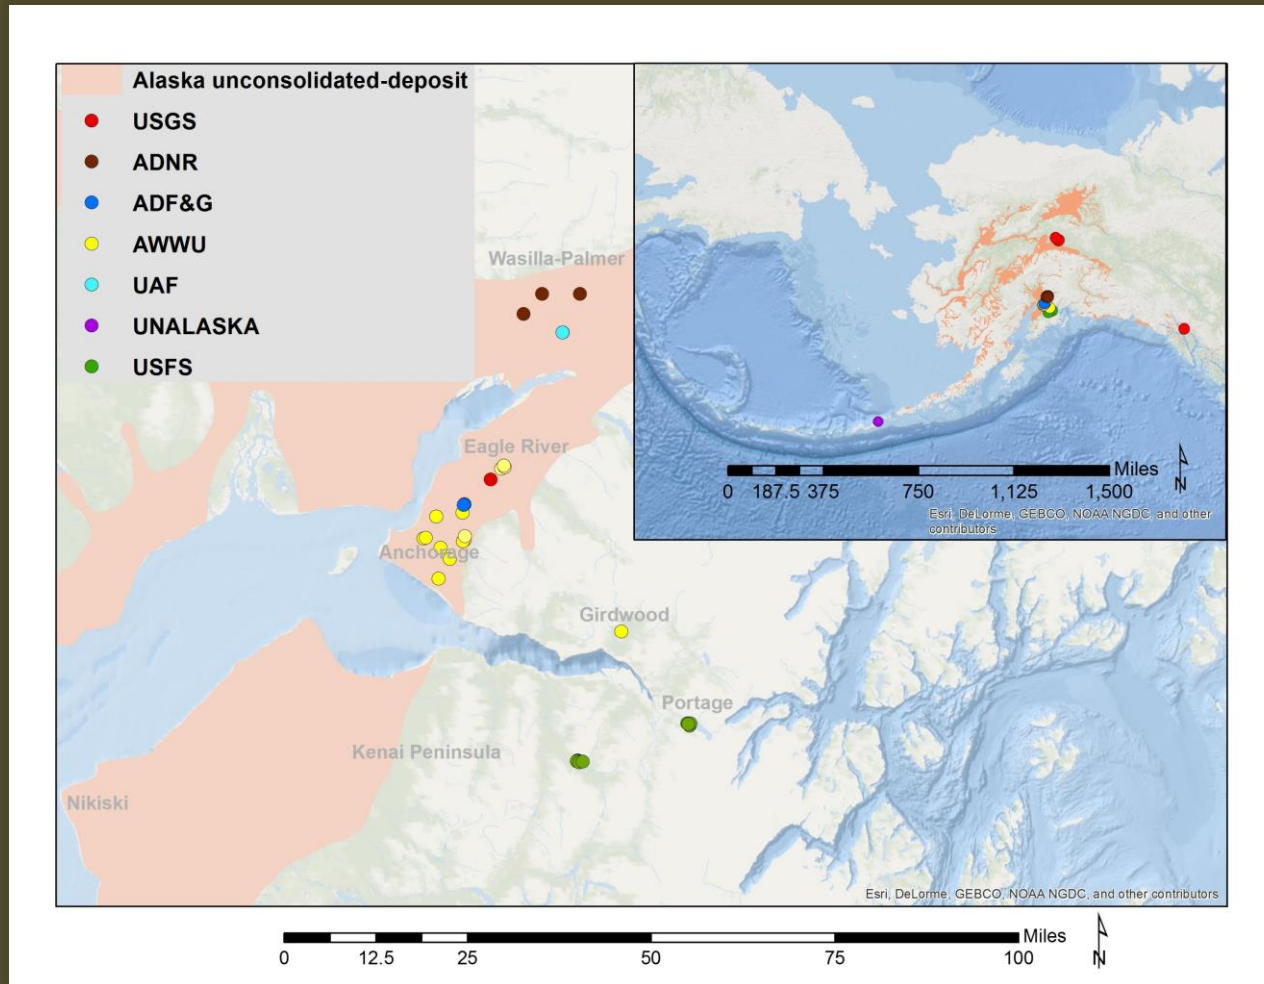 Alaska unconsolidated-deposit
USGS
ADNR
ADF&G
AWWU
UAF
UNALASKA
USFS
Wasilla-Palmer
Eagle River
Anchorage
Girdwood
Portage
Kenai Peninsula
Nikiski
Miles
0 187.5 375 750 1,125 1,500
N
Esri, DeLorme, GEBCO, NOAA NGDC, and other
contributors
Esri, DeLorme, GEBCO, NOAA NGDC, and other contributors
Miles
0 12.5 25 50 75 100
N